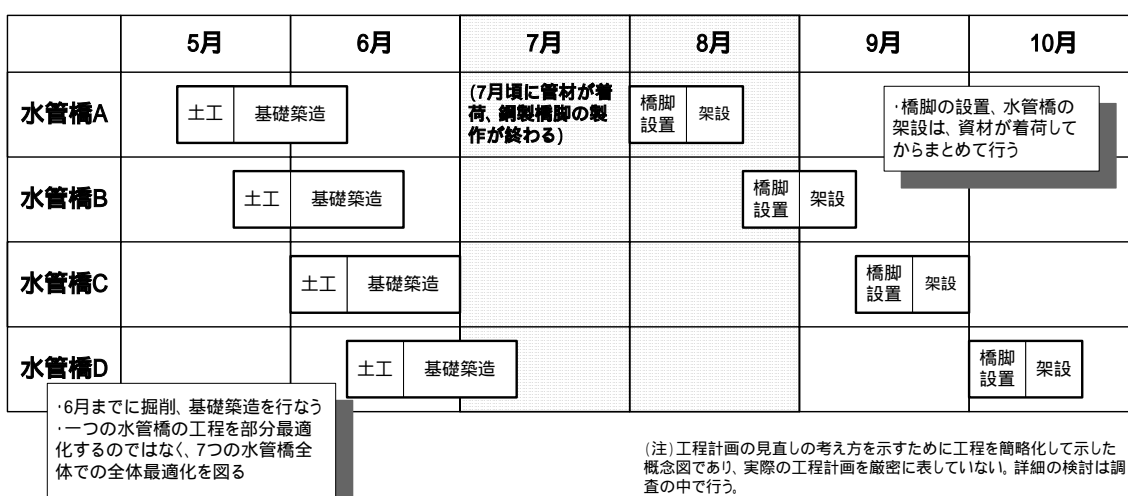 5月 6月 7月 8月 9月 10月
水管橋A
土工 基礎築造
(7月頃に管材が着
荷、鋼製橋脚の製
作が終わる)
橋脚
設置
架設
・橋脚の設置、水管橋の
架設は、資材が着荷して
からまとめて行う
水管橋B
土工 基礎築造
橋脚
設置
架設
水管橋C
土工 基礎築造
橋脚
設置
架設
水管橋D
土工 基礎築造
橋脚
設置
架設
・6月までに掘削、基礎築造を行なう
・一つの水管橋の工程を部分最適
化するのではなく、7つの水管橋全
体での全体最適化を図る
(注)工程計画の見直しの考え方を示すために工程を簡略化して示した
概念図であり、実際の工程計画を厳密に表していない。詳細の検討は調
査の中で行う。